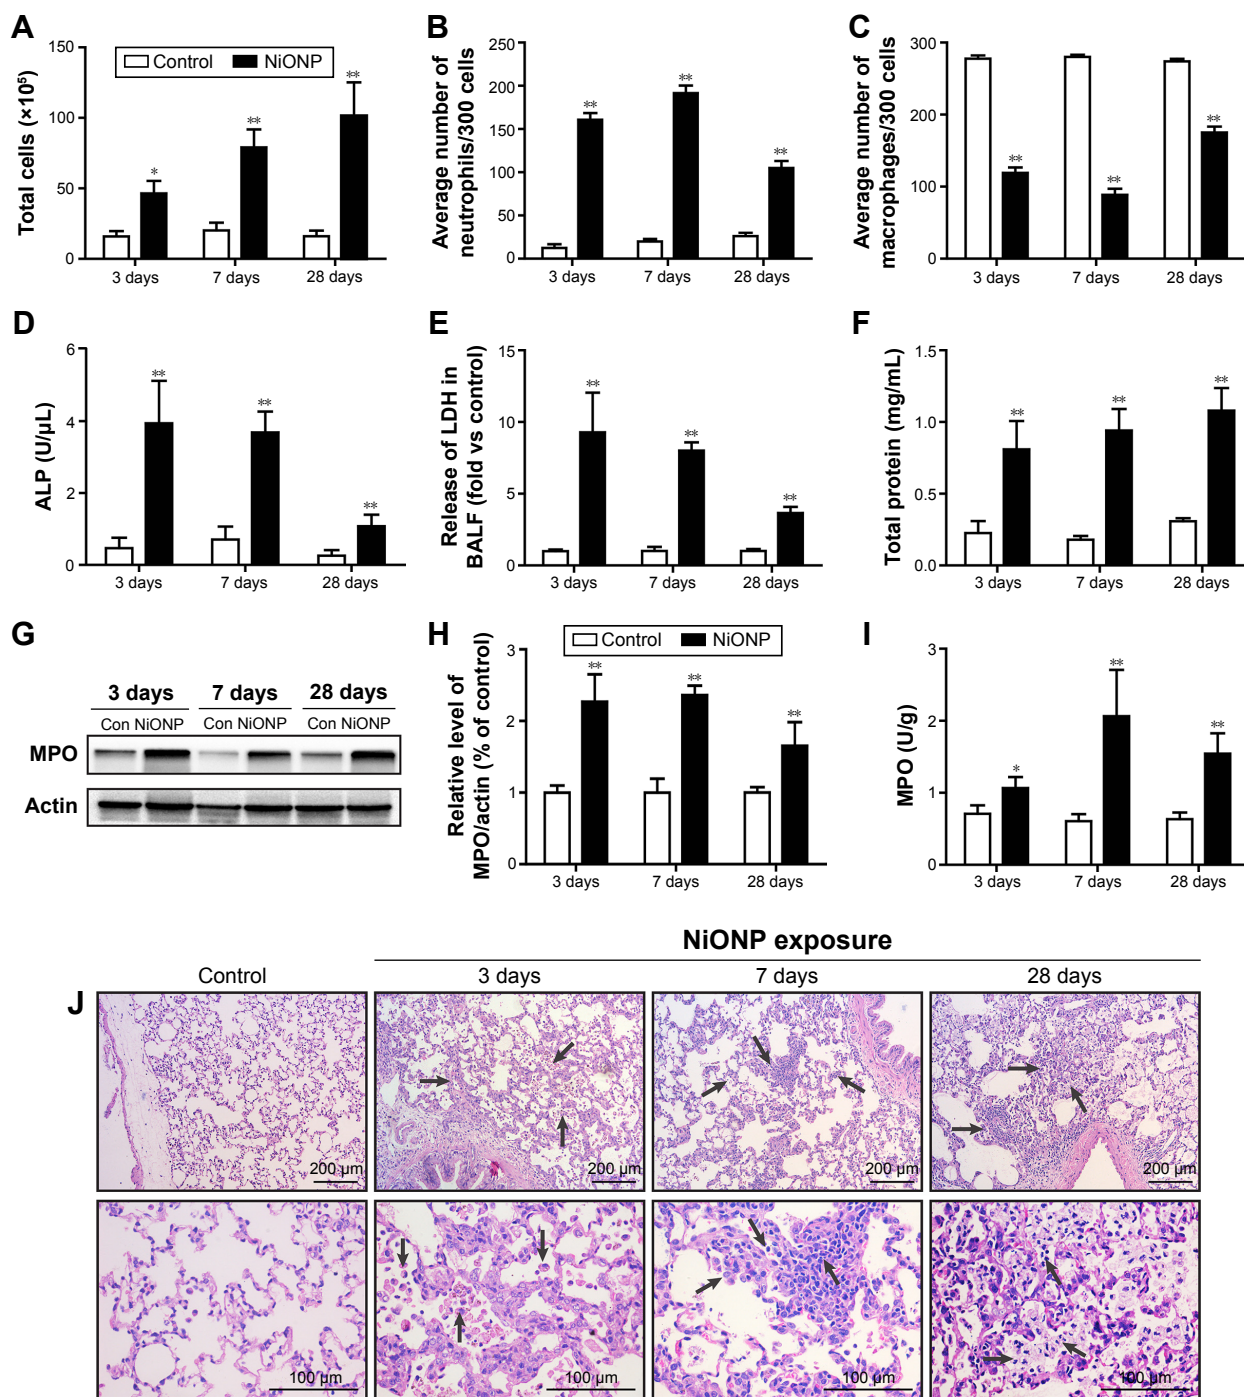 A
Total cells (×10⁵)
150
100
50
0
Control
NiONP
*
**
**
3 days
7 days
28 days
B
Average number of
neutrophils/300 cells
250
200
150
100
50
0
**
**
**
3 days
7 days
28 days
C
Average number of
macrophages/300 cells
300
200
100
0
**
**
**
3 days
7 days
28 days
D
ALP (U/µL)
6
4
2
0
**
**
**
3 days
7 days
28 days
E
Release of LDH in
BALF (fold vs control)
15
10
5
0
**
**
**
3 days
7 days
28 days
F
Total protein (mg/mL)
1.5
1.0
0.5
0.0
**
**
**
3 days
7 days
28 days
G
3 days 7 days 28 days
Con NiONP Con NiONP Con NiONP
MPO
Actin
H
Relative level of
MPO/actin (% of control)
3
2
1
0
Control
NiONP
**
**
**
3 days
7 days
28 days
I
MPO (U/g)
3
2
1
0
*
**
**
3 days
7 days
28 days
NiONP exposure
Control
3 days
7 days
28 days
J
200 µm
200 µm
200 µm
200 µm
100 µm
100 µm
100 µm
100 µm